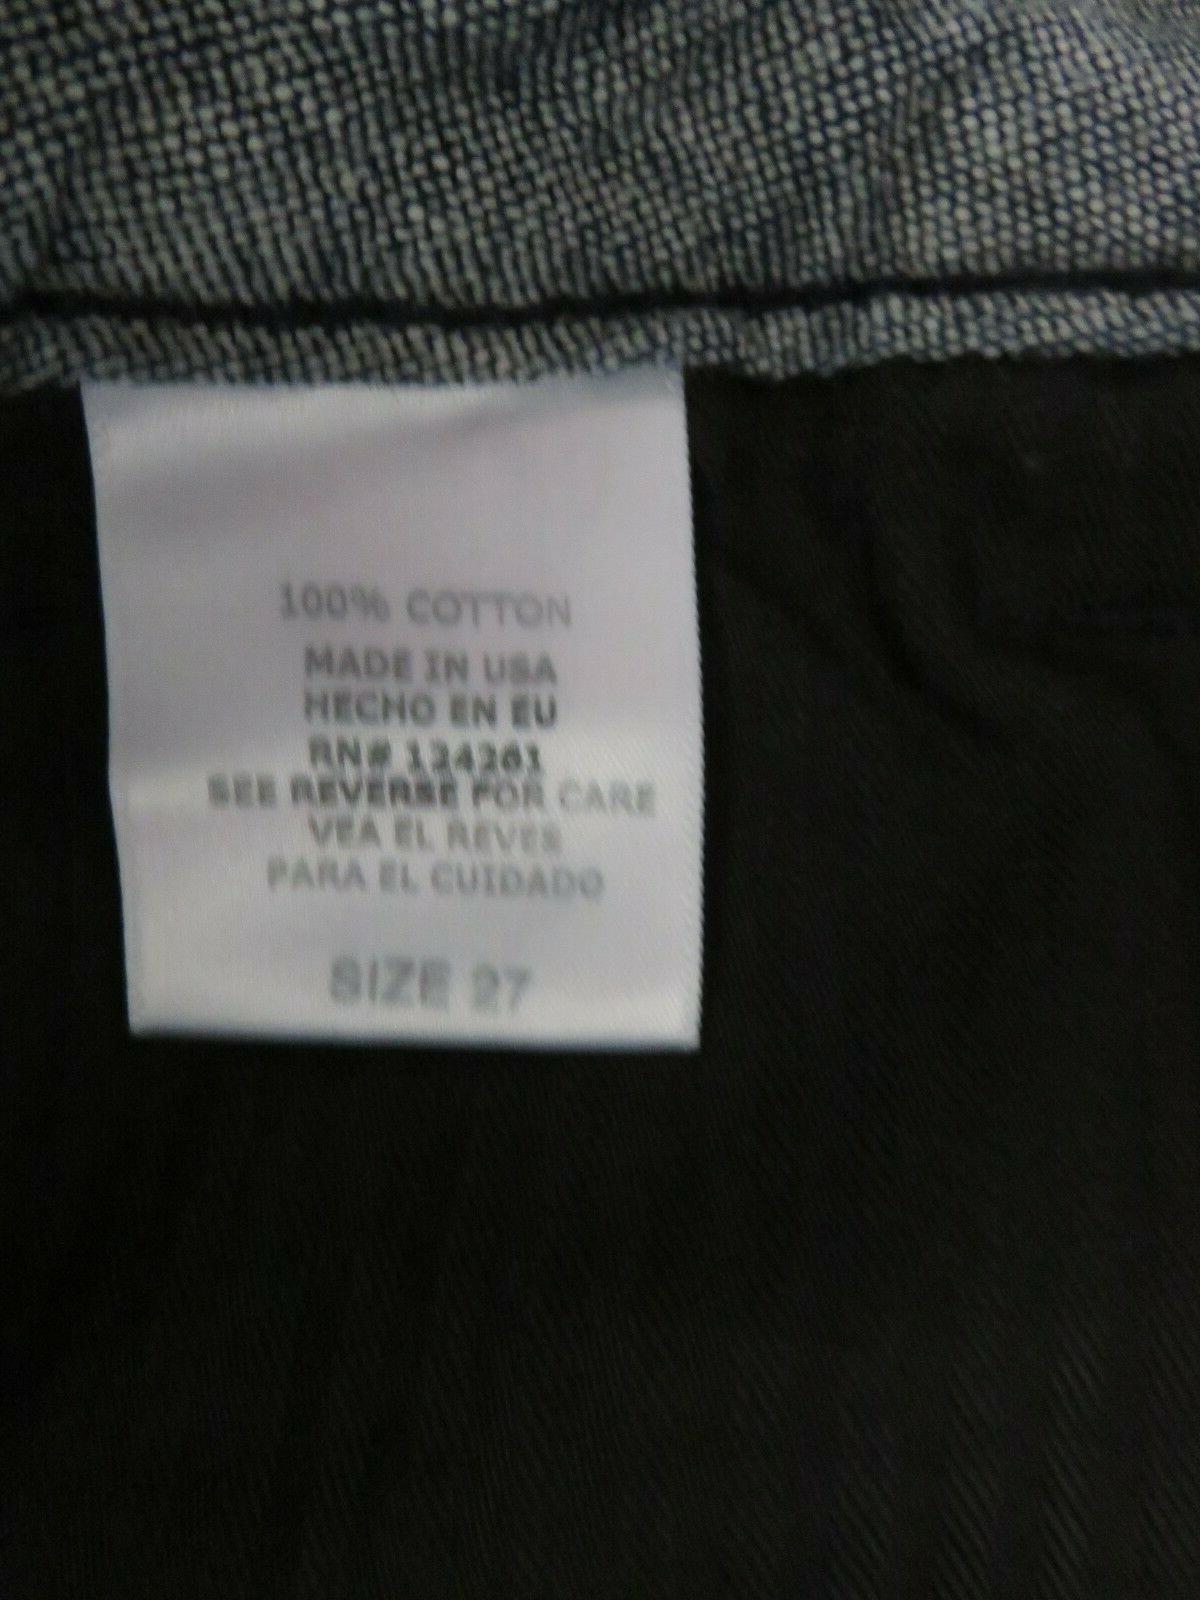 100% COTTON
MADE IN USA
HECHO EN EU
RN# 124261
SEE REVERSE FOR CARE
VEA EL REVES
PARA EL CUIDADO
SIZE 27